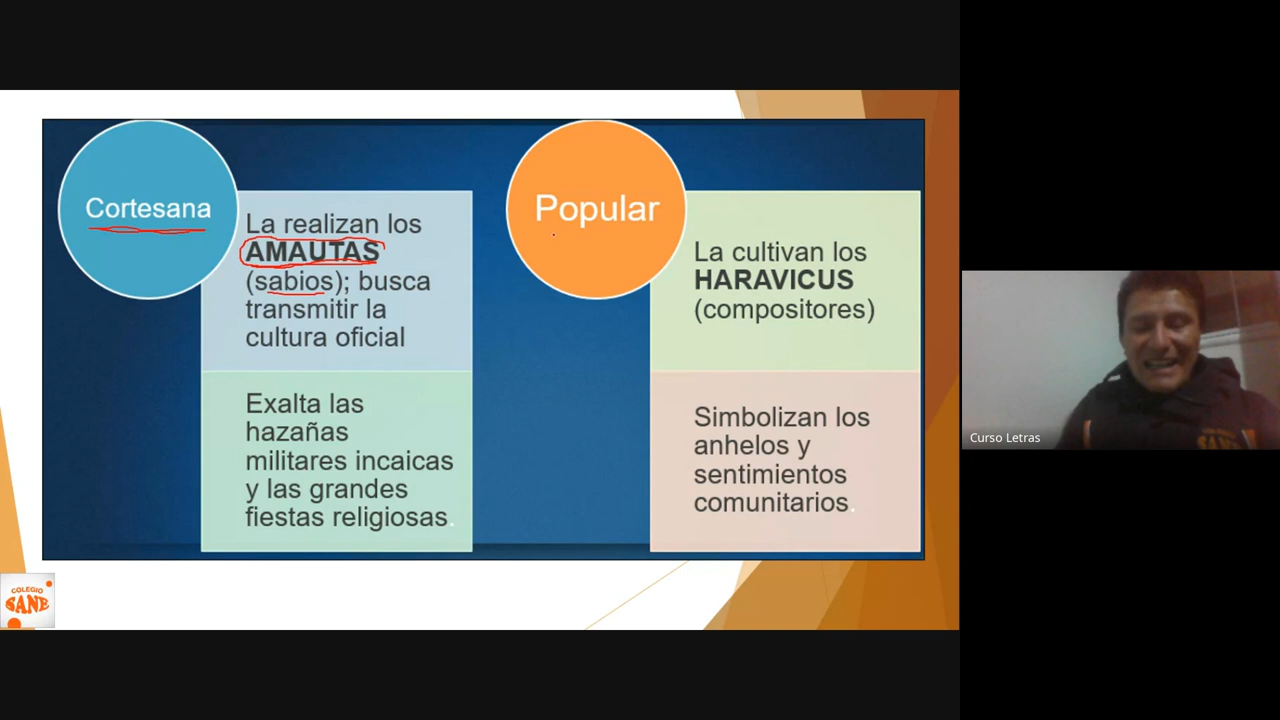 Cortesana
La realizan los
AMAUTAS
(sabios); busca
transmitir la
cultura oficial
Exalta las
hazañas
militares incaicas
y las grandes
fiestas religiosas.
Popular
La cultivan los
HARAVICUS
(compositores)
Simbolizan los
anhelos y
sentimientos
comunitarios.
COLEGIO
SANE
Curso Letras